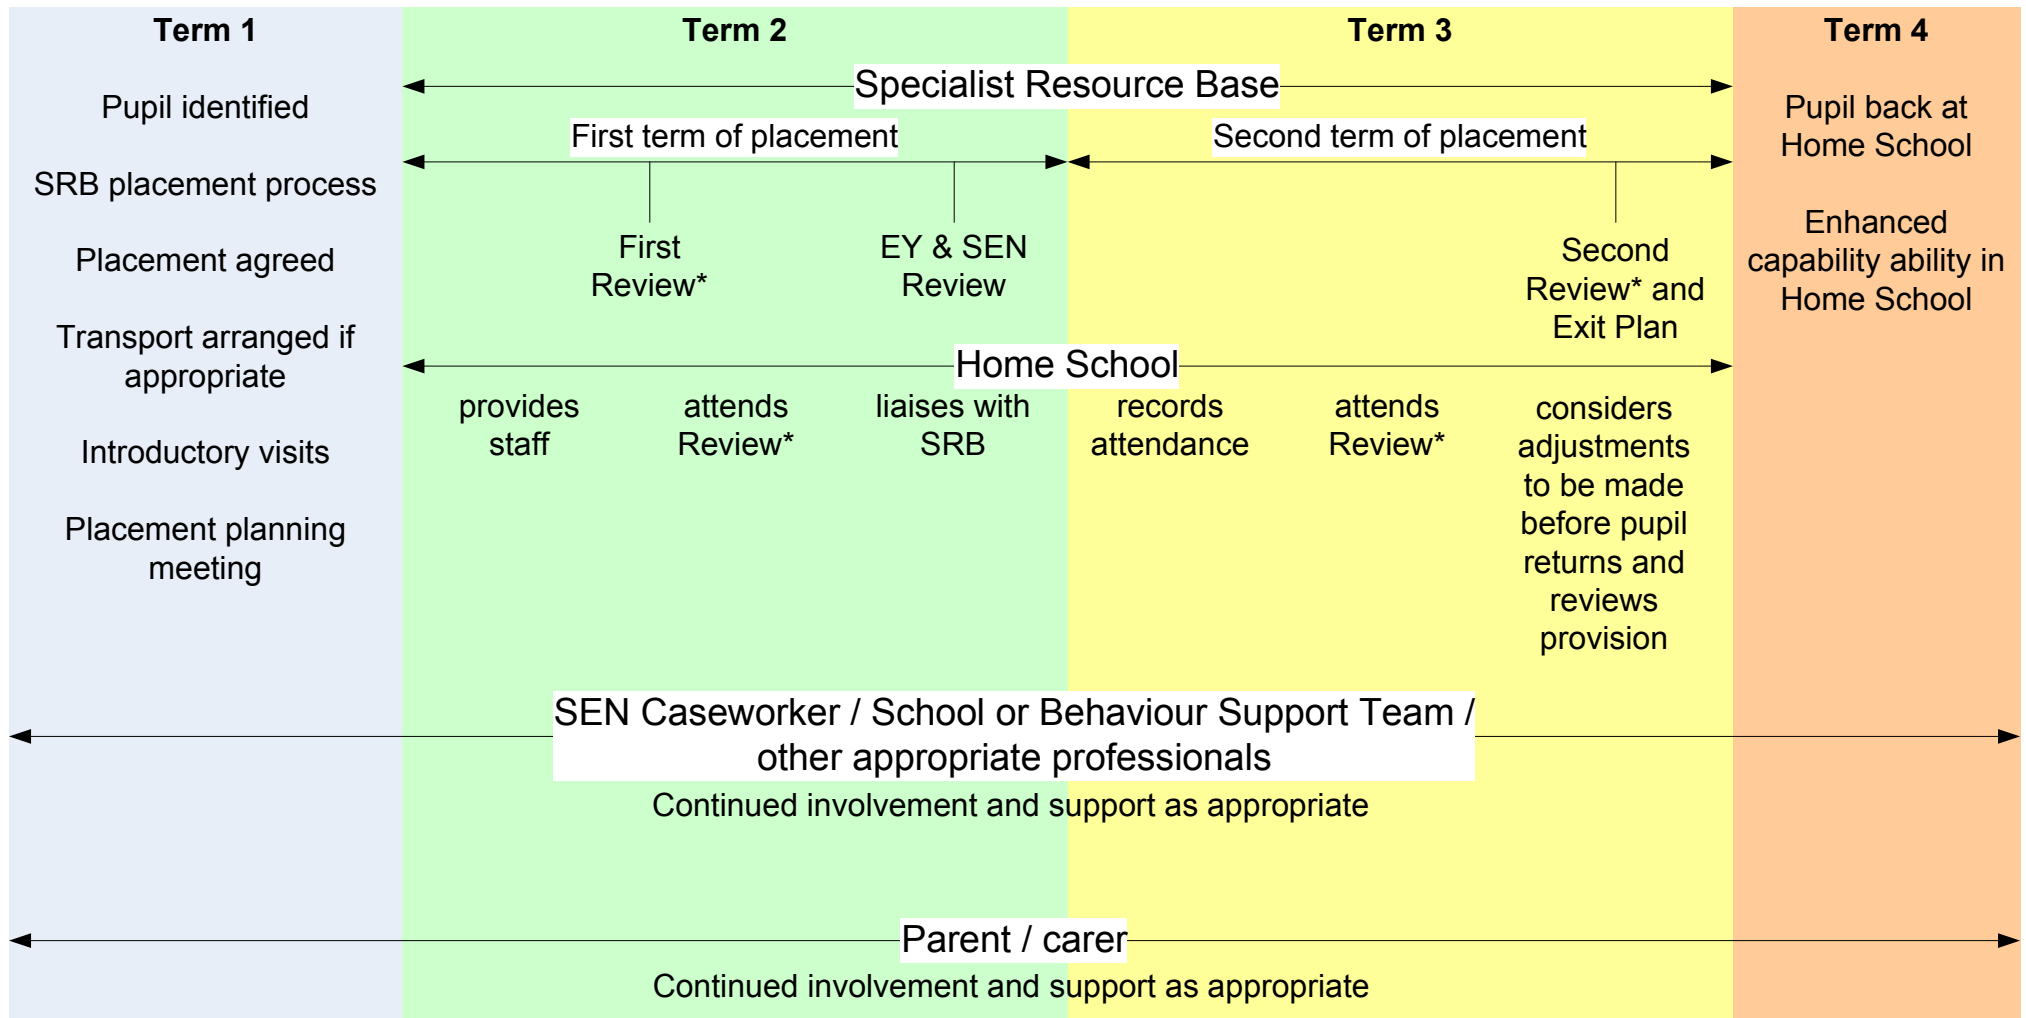 Term 1
Pupil identified
SRB placement process
Placement agreed
Transport arranged if
appropriate
Introductory visits
Placement planning
meeting
Term 2
Term 3
Specialist Resource Base
First term of placement
Second term of placement
First
Review*
EY & SEN
Review
Second
Review* and
Exit Plan
Home School
provides
staff
attends
Review*
liaises with
SRB
records
attendance
attends
Review*
considers
adjustments
to be made
before pupil
returns and
reviews
provision
Term 4
Pupil back at
Home School
Enhanced
capability ability in
Home School
SEN Caseworker / School or Behaviour Support Team /
other appropriate professionals
Continued involvement and support as appropriate
Parent / carer
Continued involvement and support as appropriate